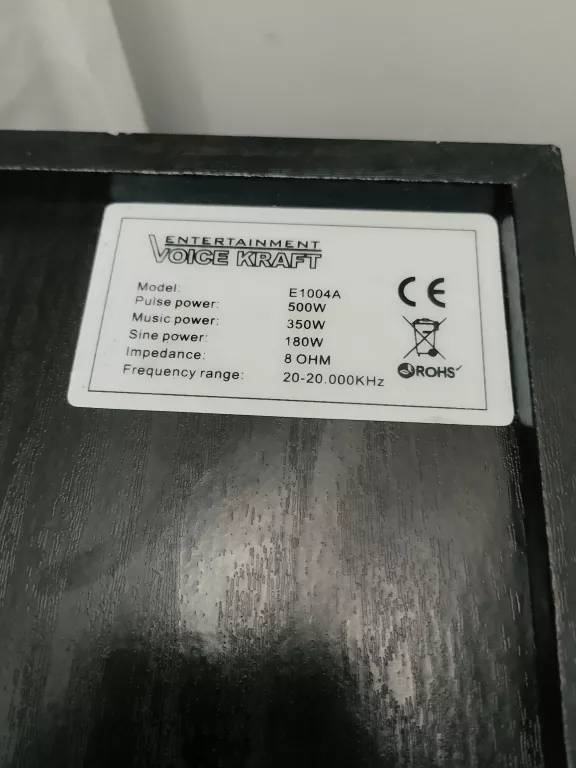 ENTERTAINMENT
VOICE KRAFT
Model: E1004A
Pulse power: 500W
Music power: 350W
Sine power: 180W
Impedance: 8 OHM
Frequency range: 20-20.000KHz
CE
ROHS